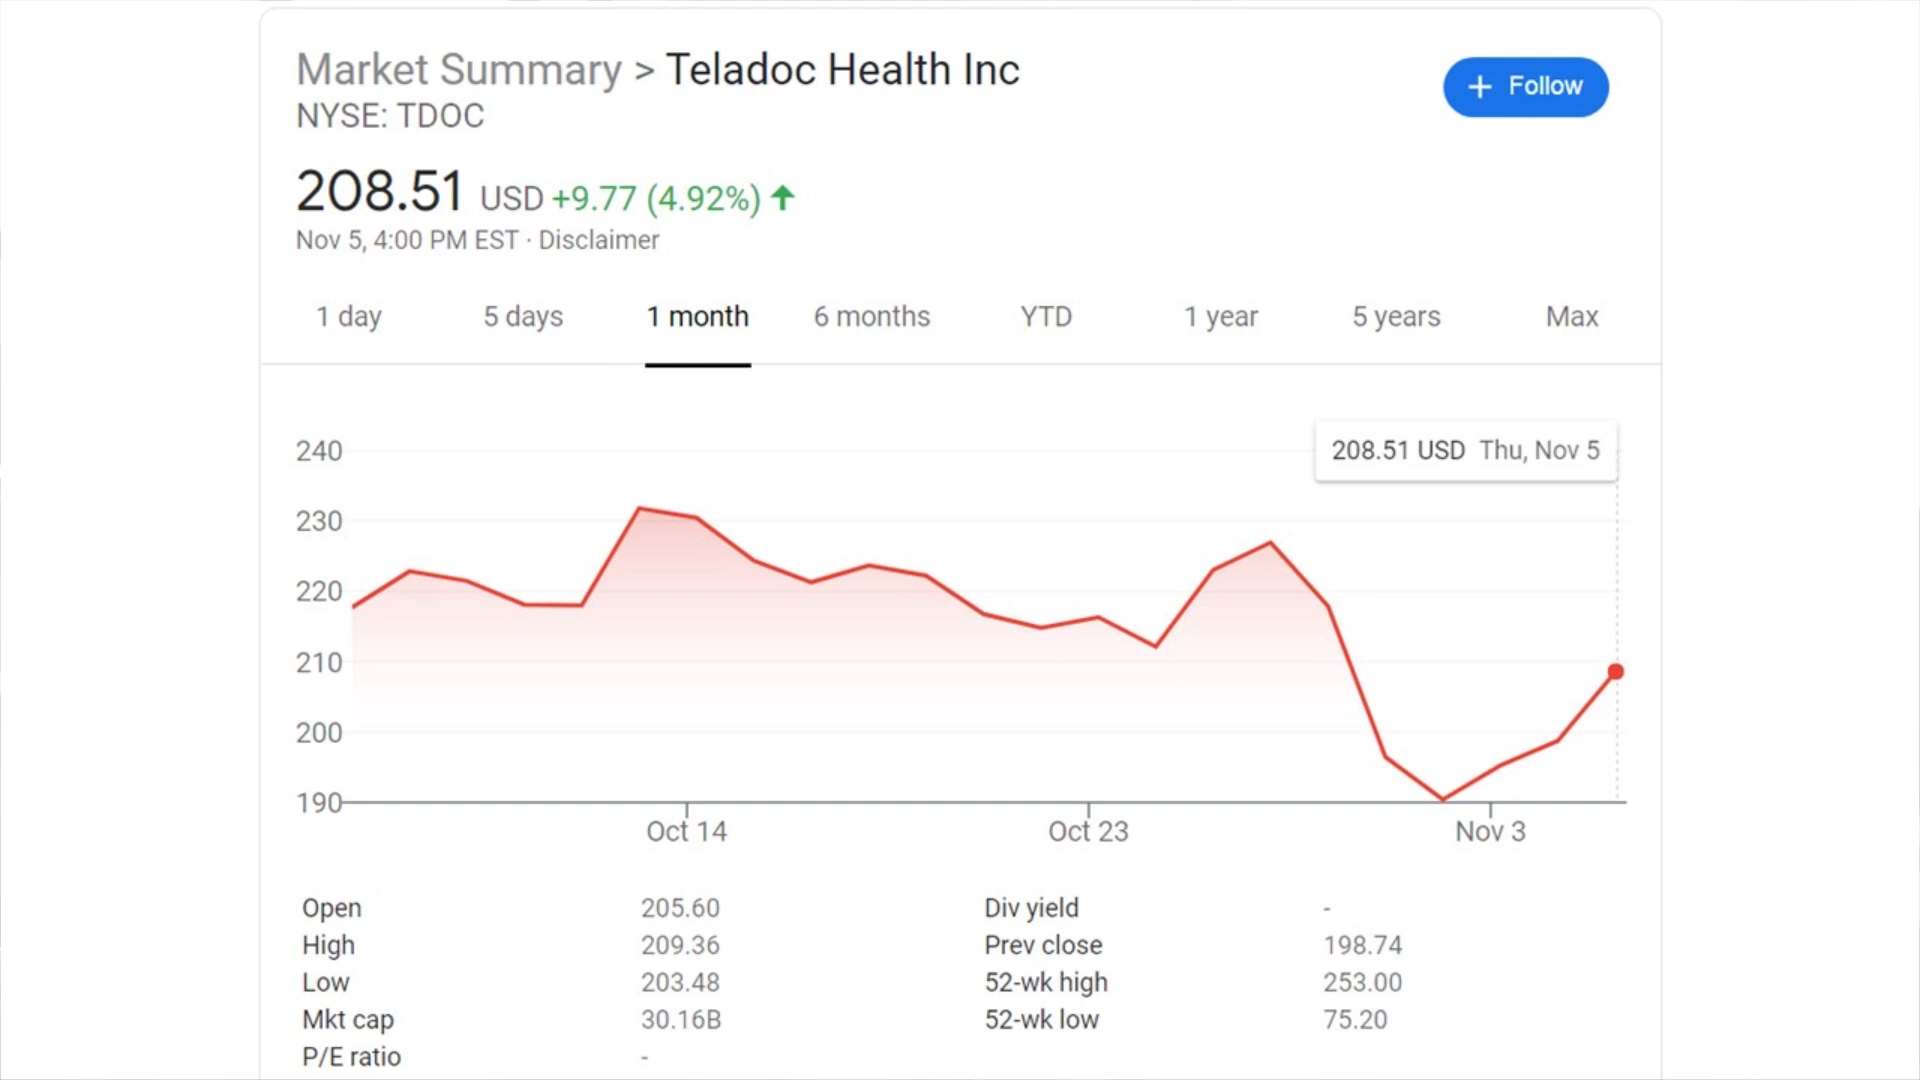 Market Summary > Teladoc Health Inc
NYSE: TDOC
+ Follow
208.51 USD +9.77 (4.92%)
Nov 5, 4:00 PM EST · Disclaimer
1 day 5 days 1 month 6 months YTD 1 year 5 years Max
208.51 USD Thu, Nov 5
240
230
220
210
200
190
Oct 14 Oct 23 Nov 3
Open 205.60 Div yield -
High 209.36 Prev close 198.74
Low 203.48 52-wk high 253.00
Mkt cap 30.16B 52-wk low 75.20
P/E ratio -